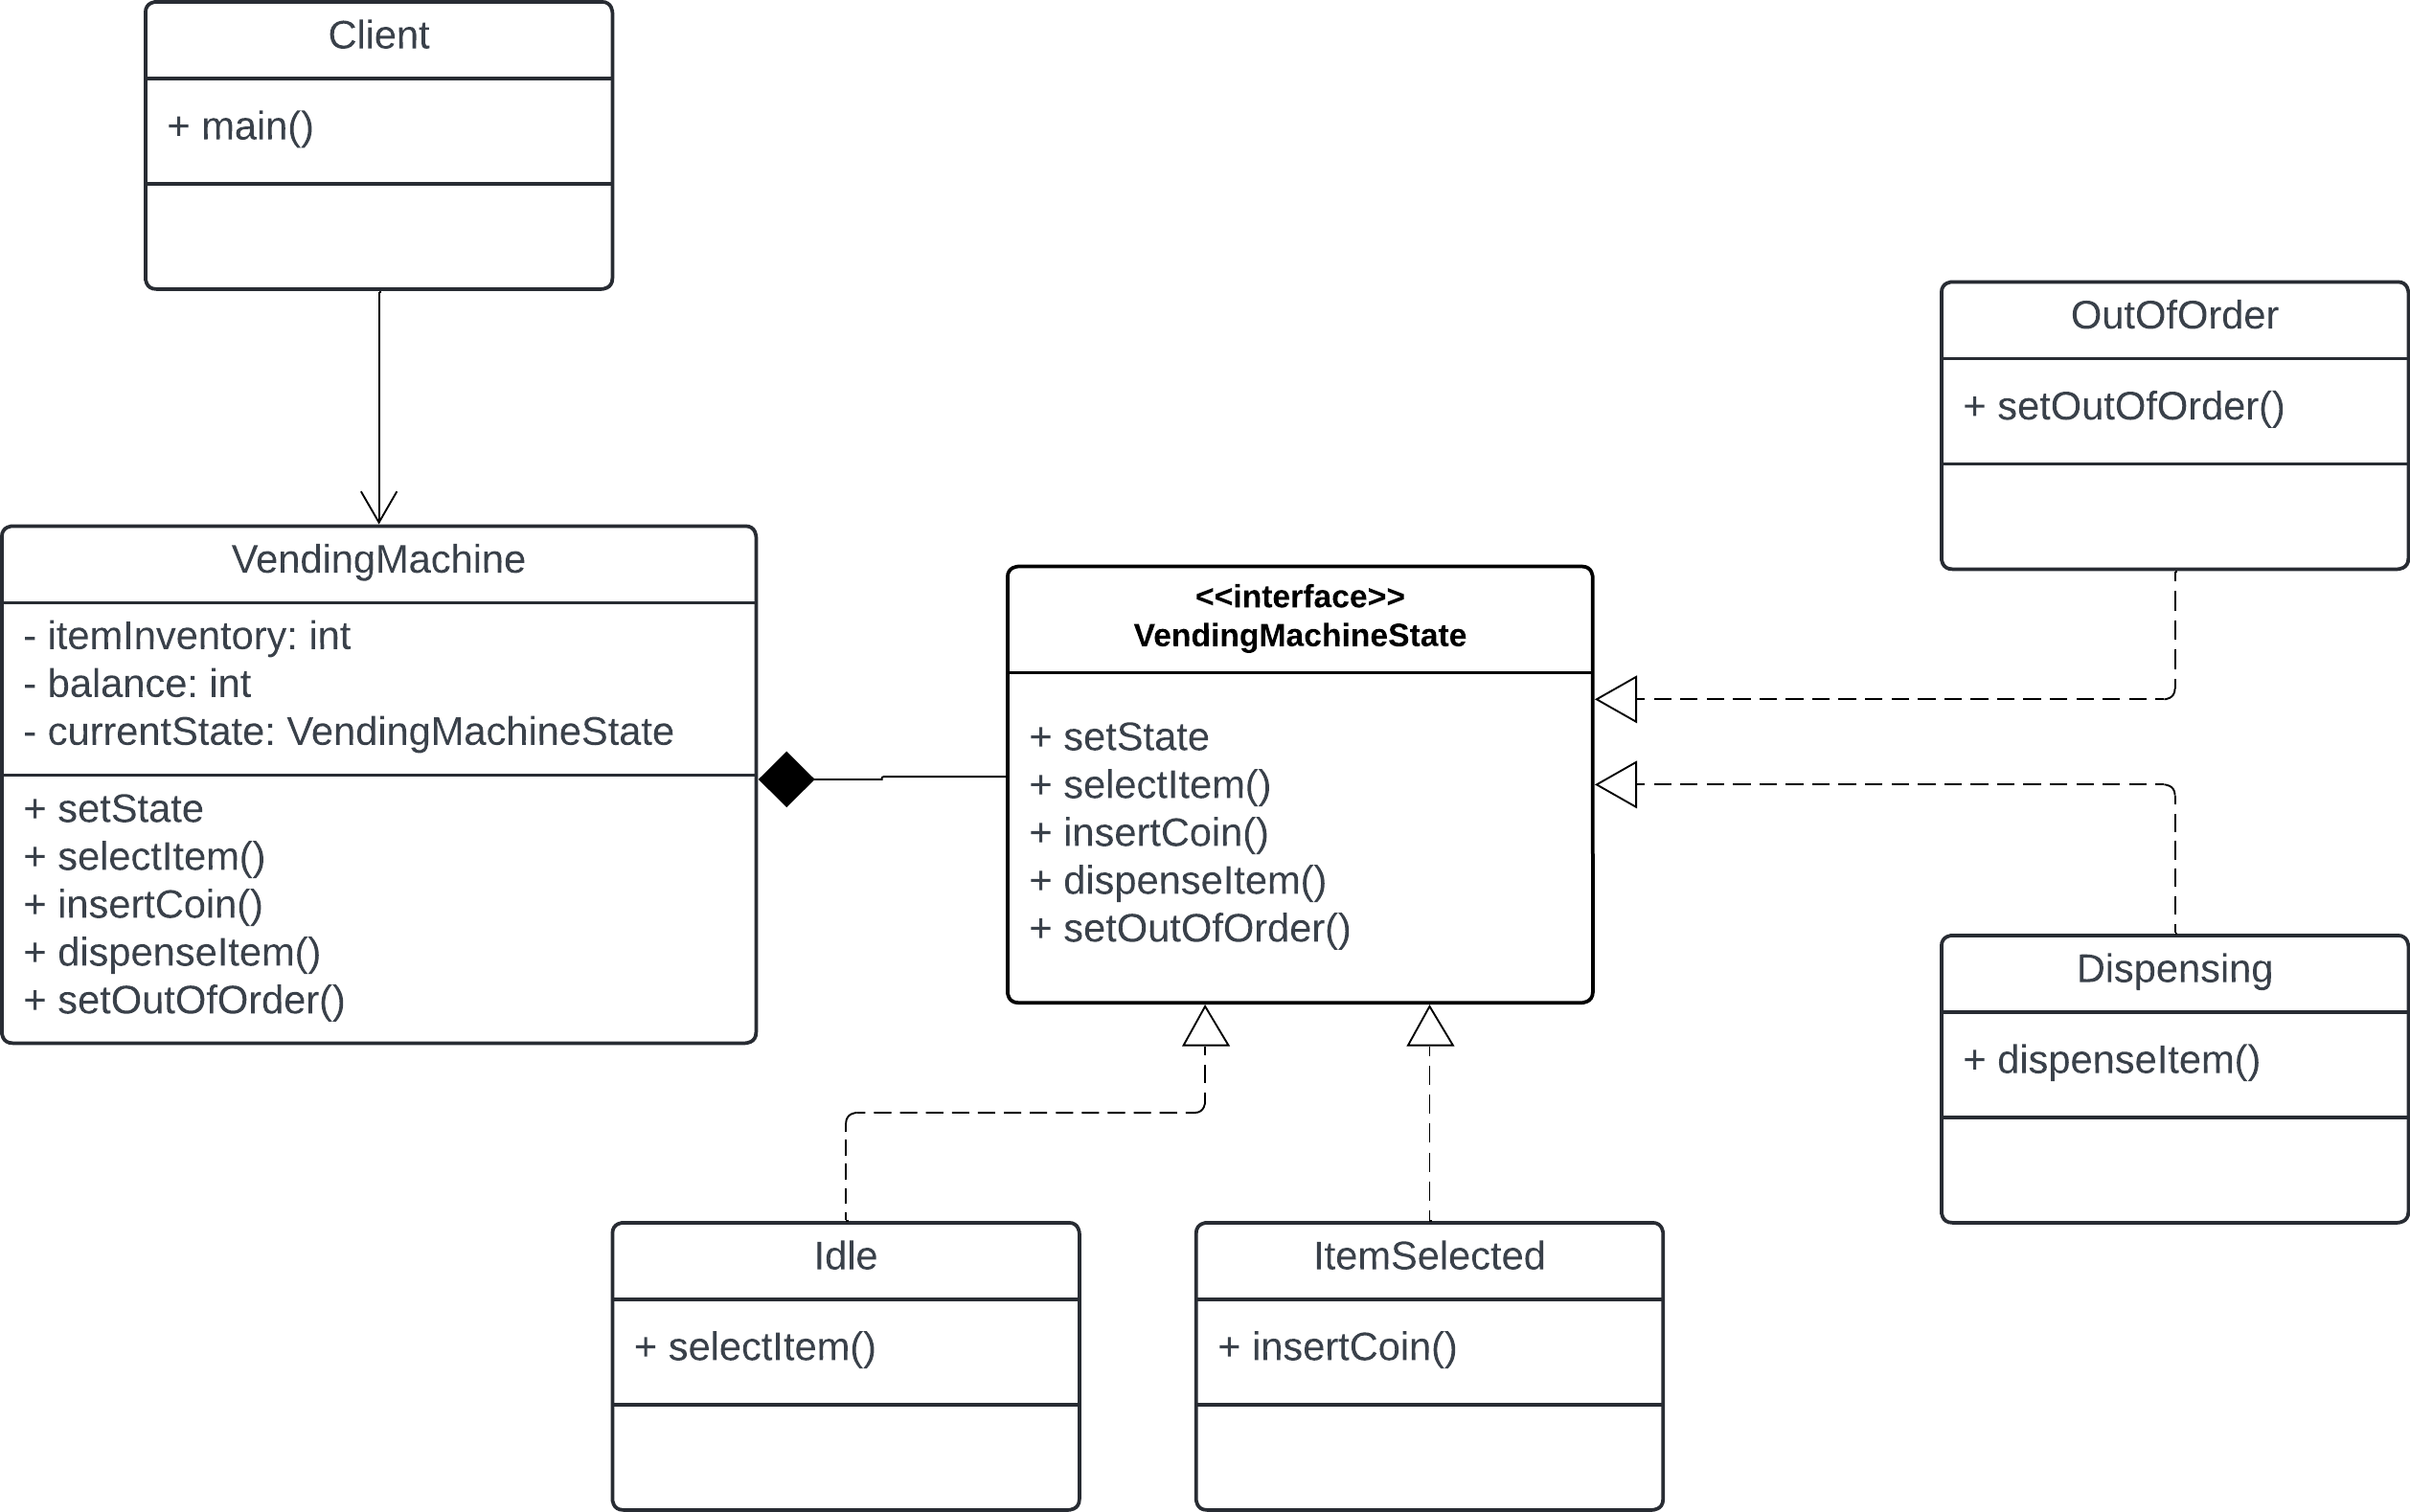 Client
+ main()
VendingMachine
- itemInventory: int
- balance: int
- currentState: VendingMachineState
+ setState
+ selectItem()
+ insertCoin()
+ dispenseItem()
+ setOutOfOrder()
<<interface>>
VendingMachineState
+ setState
+ selectItem()
+ insertCoin()
+ dispenseItem()
+ setOutOfOrder()
OutOfOrder
+ setOutOfOrder()
Dispensing
+ dispenseItem()
Idle
+ selectItem()
ItemSelected
+ insertCoin()